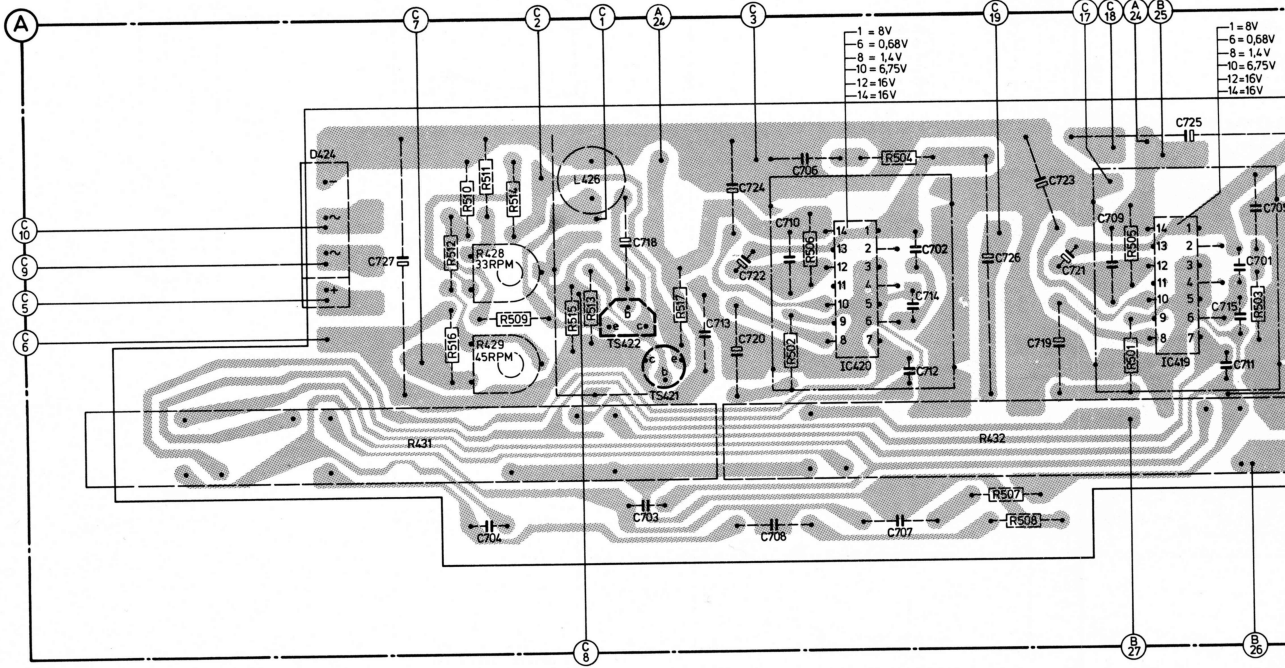 A
C 7
C 2
C 1
A 24
C 3
C 19
C 17
C 18
A 24
B 25
1 = 8V
6 = 0,68V
8 = 1,4V
10 = 6,75V
12 = 16V
14 = 16V
1 = 8V
6 = 0,68V
8 = 1,4V
10 = 6,75V
12 = 16V
14 = 16V
C725
D424
-
~
~
+
C 10
C 9
C 5
C 6
C727
R510
R511
R514
R512
R516
R428
33RPM
R509
R429
45RPM
L426
C718
R515
R513
R517
e b c
TS422
c e b
TS421
C713
C724
C722
C720
C706
R504
C710
R506
R502
14 1
13 2
12 3
11 4
10 5
9 6
8 7
IC420
C702
C714
C712
C726
C723
C721
C719
C709
R505
R501
14 1
13 2
12 3
11 4
10 5
9 6
8 7
IC419
C701
C715
R503
C711
C705
R431
R432
C704
C703
C708
C707
R507
R508
C 8
B 27
B 26